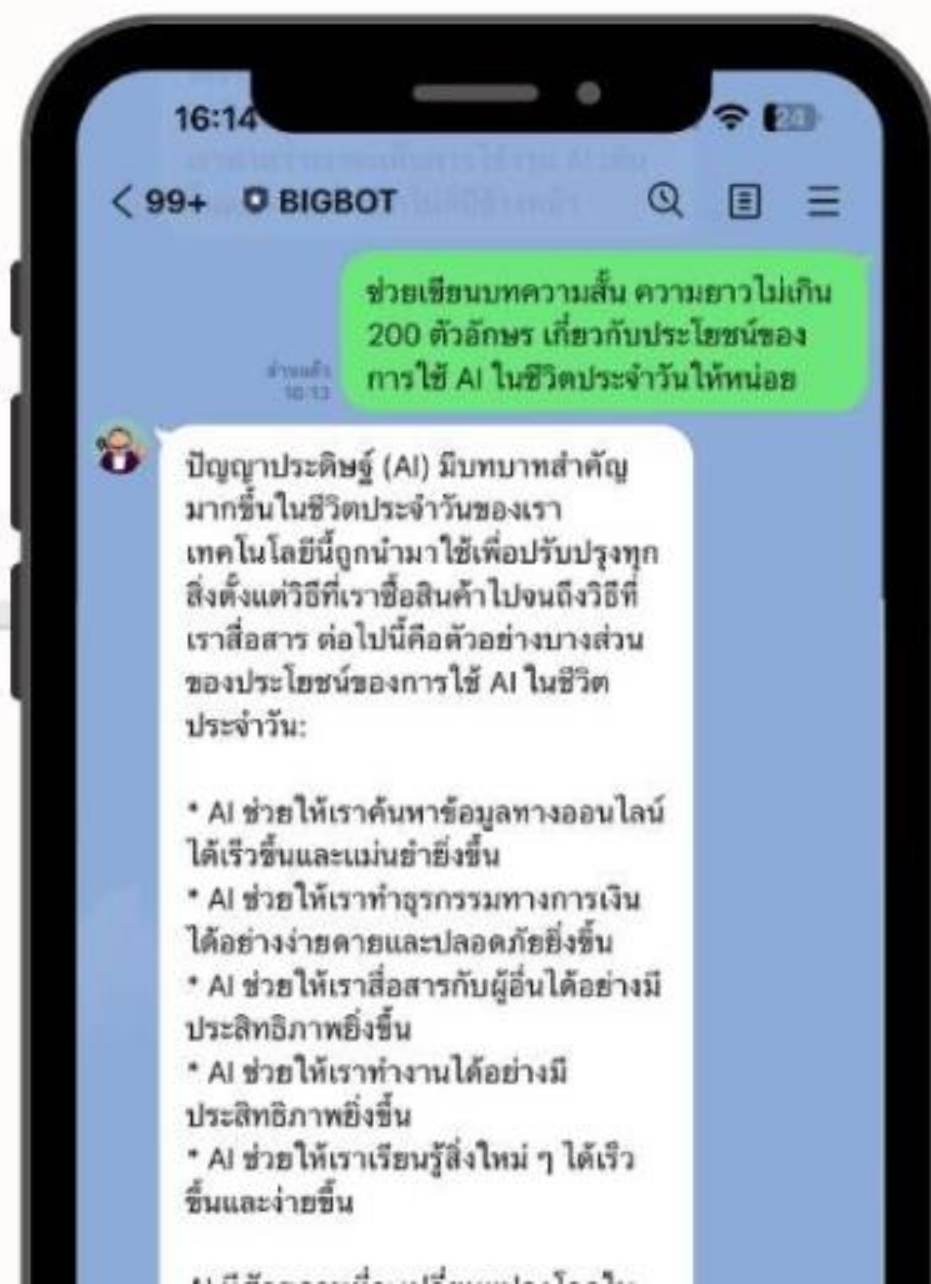 16:14
24
99+ BIGBOT
ช่วยเขียนบทความสั้น ความยาวไม่เกิน
200 ตัวอักษร เกี่ยวกับประโยชน์ของ
การใช้ AI ในชีวิตประจำวันให้หน่อย
อ่านแล้ว
ปัญญาประดิษฐ์ (AI) มีบทบาทสำคัญ
มากขึ้นในชีวิตประจำวันของเรา
เทคโนโลยีนี้ถูกนำมาใช้เพื่อปรับปรุงทุก
สิ่งตั้งแต่วิธีที่เราซื้อสินค้าไปจนถึงวิธีที่
เราสื่อสาร ต่อไปนี้คือตัวอย่างบางส่วน
ของประโยชน์ของการใช้ AI ในชีวิต
ประจำวัน:
* AI ช่วยให้เราค้นหาข้อมูลทางออนไลน์
ได้เร็วขึ้นและแม่นยำยิ่งขึ้น
* AI ช่วยให้เราทำธุรกรรมทางการเงิน
ได้อย่างง่ายดายและปลอดภัยยิ่งขึ้น
* AI ช่วยให้เราสื่อสารกับผู้อื่นได้อย่างมี
ประสิทธิภาพยิ่งขึ้น
* AI ช่วยให้เราทำงานได้อย่างมี
ประสิทธิภาพยิ่งขึ้น
* AI ช่วยให้เราเรียนรู้สิ่งใหม่ ๆ ได้เร็ว
ขึ้นและง่ายขึ้น